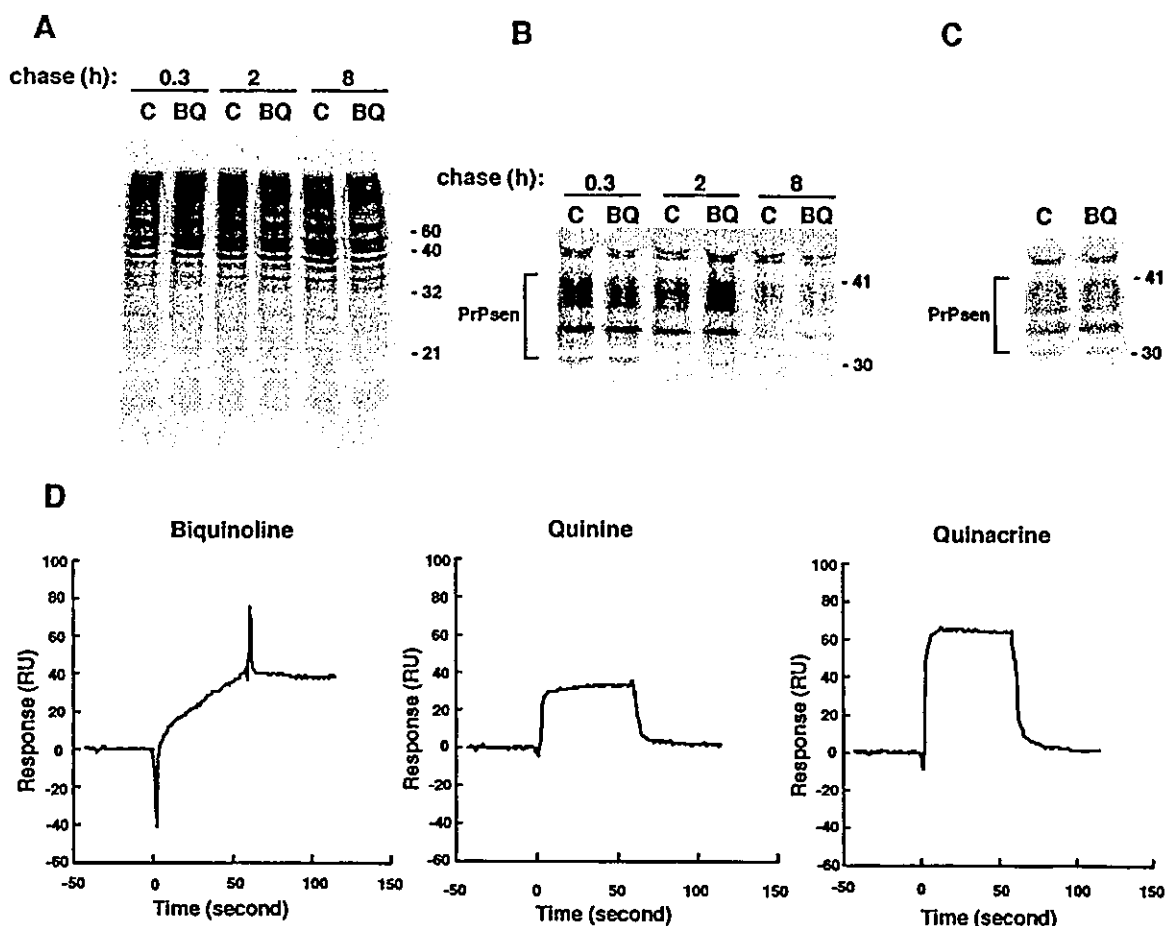 A
chase (h): 0.3 2 8
C BQ C BQ C BQ
- 60
- 40
- 32
- 21
B
chase (h): 0.3 2 8
C BQ C BQ C BQ
PrPsen
- 41
- 30
C
C BQ
PrPsen
- 41
- 30
D
Biquinoline
Response (RU)
100
80
60
40
20
0
-20
-40
-60
-50 0 50 100 150
Time (second)
Quinine
Response (RU)
100
80
60
40
20
0
-20
-40
-60
-50 0 50 100 150
Time (second)
Quinacrine
Response (RU)
100
80
60
40
20
0
-20
-40
-60
-50 0 50 100 150
Time (second)